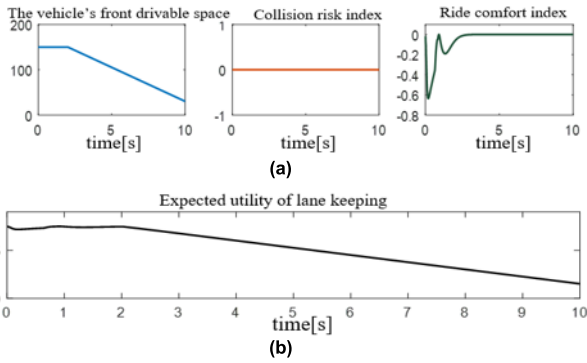 The vehicle's front drivable space
200
100
0
0 5 10
time[s]
Collision risk index
1
0
-1
0 5 10
time[s]
Ride comfort index
0
-0.2
-0.4
-0.6
-0.8
0 5 10
time[s]
(a)
Expected utility of lane keeping
0 1 2 3 4 5 6 7 8 9 10
time[s]
(b)